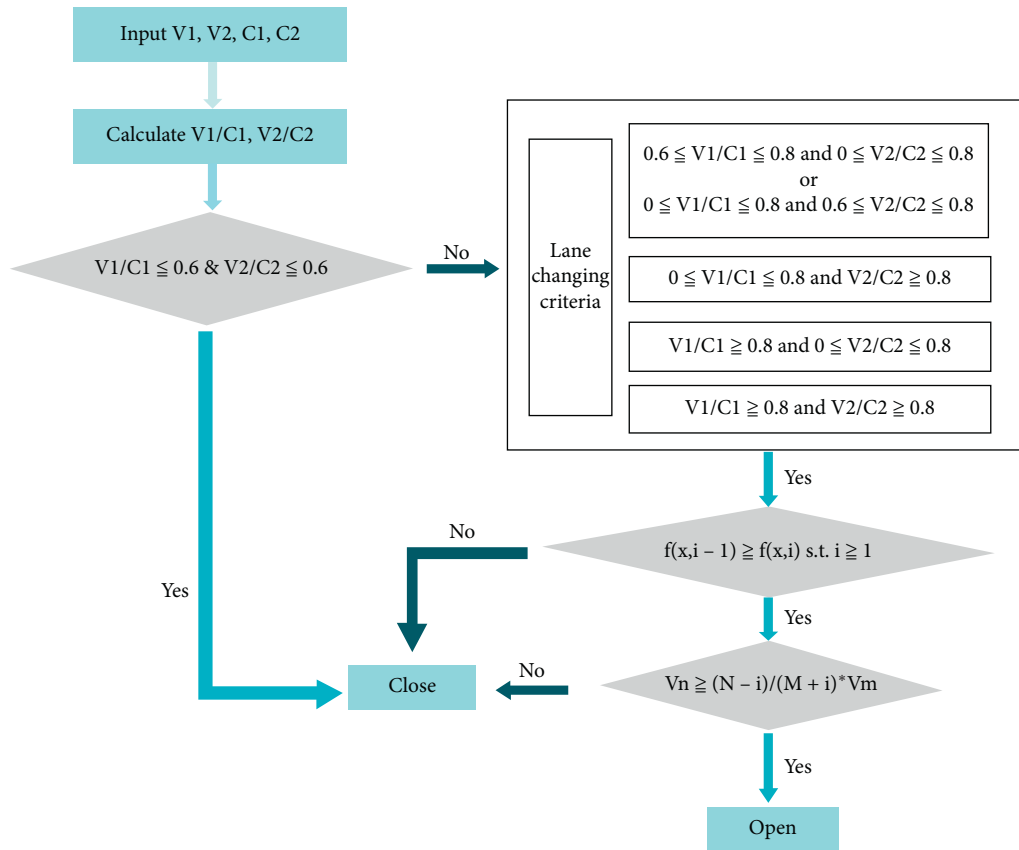 Input V1, V2, C1, C2
Calculate V1/C1, V2/C2
V1/C1 ≦ 0.6 & V2/C2 ≦ 0.6
No
Lane
changing
criteria
0.6 ≦ V1/C1 ≦ 0.8 and 0 ≦ V2/C2 ≦ 0.8
or
0 ≦ V1/C1 ≦ 0.8 and 0.6 ≦ V2/C2 ≦ 0.8
0 ≦ V1/C1 ≦ 0.8 and V2/C2 ≧ 0.8
V1/C1 ≧ 0.8 and 0 ≦ V2/C2 ≦ 0.8
V1/C1 ≧ 0.8 and V2/C2 ≧ 0.8
Yes
f(x,i – 1) ≧ f(x,i) s.t. i ≧ 1
No
Yes
Yes
Vn ≧ (N – i)/(M + i)*Vm
No
Close
Yes
Open